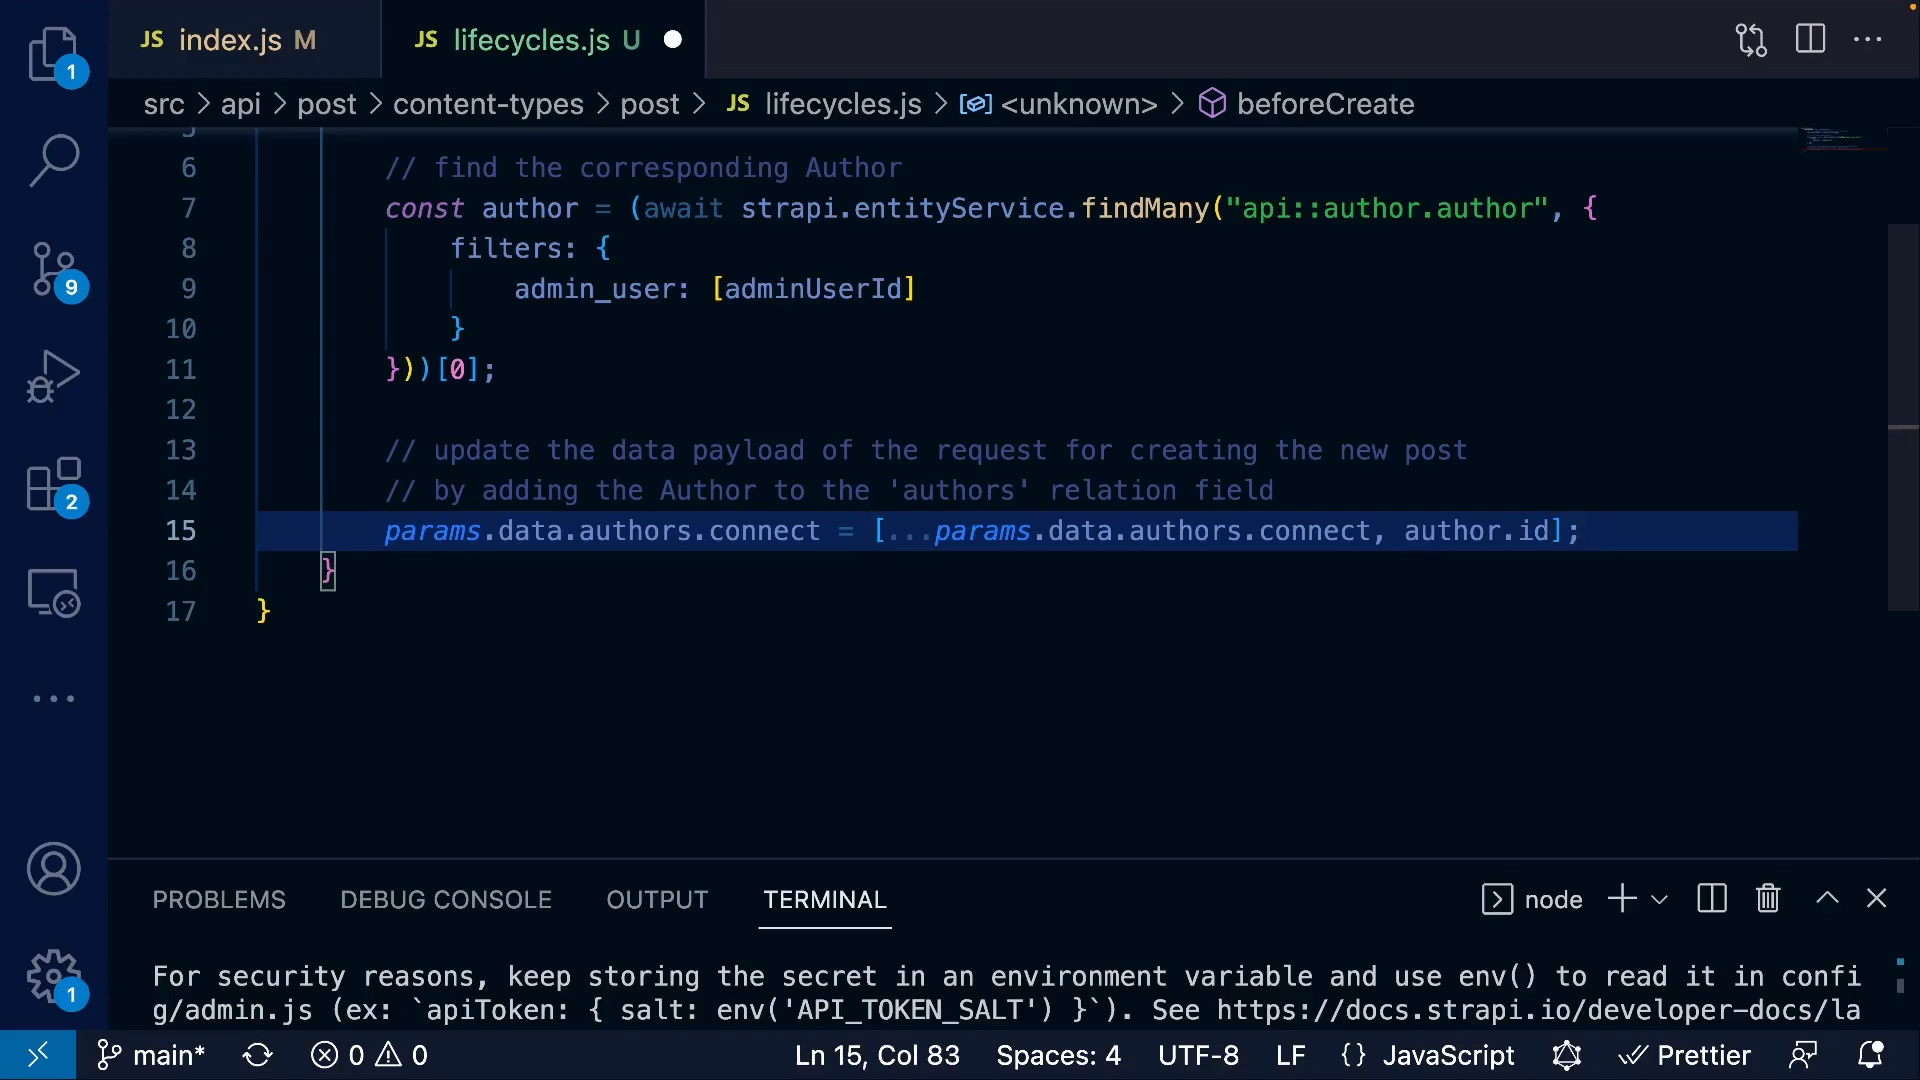 JS index.js M JS lifecycles.js U
src > api > post > content-types > post > JS lifecycles.js > <unknown> > beforeCreate
5
6 // find the corresponding Author
7 const author = (await strapi.entityService.findMany("api::author.author", {
8 filters: {
9 admin_user: [adminUserId]
10 }
11 }))[0];
12
13 // update the data payload of the request for creating the new post
14 // by adding the Author to the 'authors' relation field
15 params.data.authors.connect = [...params.data.authors.connect, author.id];
16 }
17 }
1
9
2
1
PROBLEMS DEBUG CONSOLE OUTPUT TERMINAL node
For security reasons, keep storing the secret in an environment variable and use env() to read it in confi
g/admin.js (ex: `apiToken: { salt: env('API_TOKEN_SALT') }`). See https://docs.strapi.io/developer-docs/la
main* 0 0 Ln 15, Col 83 Spaces: 4 UTF-8 LF {} JavaScript Prettier